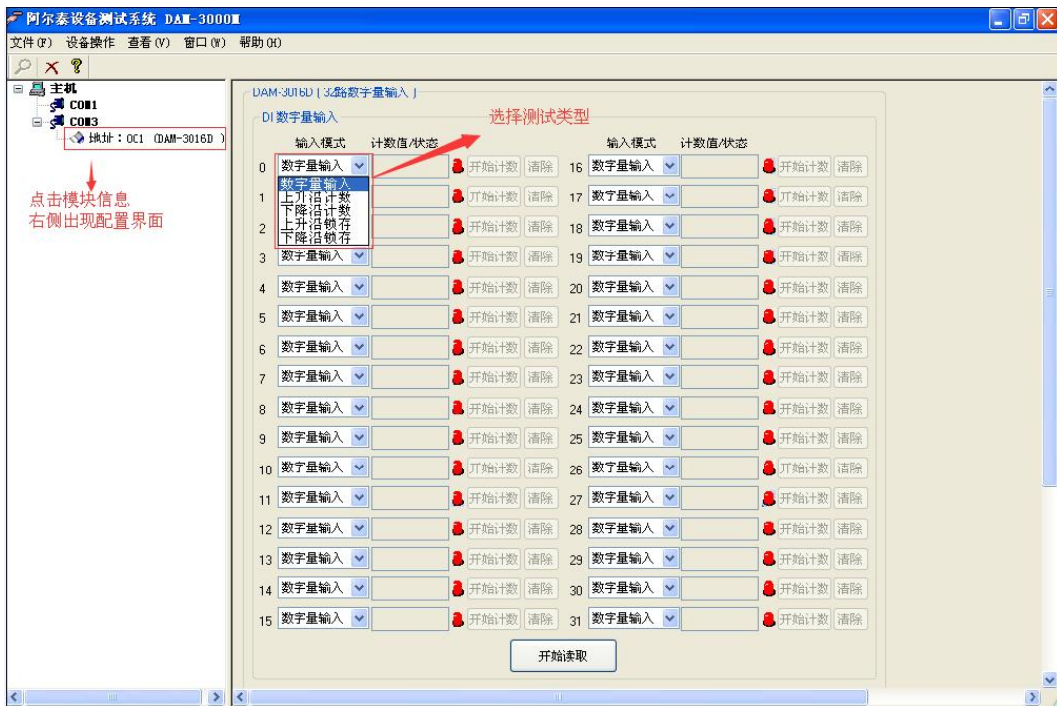 阿尔泰设备测试系统 DAM-3000M
文件(F) 设备操作 查看(V) 窗口(W) 帮助(H)
主机
COM1
COM3
地址：0C1 (DAM-3016D )
点击模块信息
右侧出现配置界面
DAM-3016D [ 32路数字量输入 ]
DI 数字量输入
选择测试类型
输入模式 计数值/状态 输入模式 计数值/状态
0 数字量输入 开始计数 清除 16 数字量输入 开始计数 清除
数字量输入
上升沿计数
下降沿计数
上升沿锁存
下降沿锁存
1 开始计数 清除 17 数字量输入 开始计数 清除
2 开始计数 清除 18 数字量输入 开始计数 清除
3 数字量输入 开始计数 清除 19 数字量输入 开始计数 清除
4 数字量输入 开始计数 清除 20 数字量输入 开始计数 清除
5 数字量输入 开始计数 清除 21 数字量输入 开始计数 清除
6 数字量输入 开始计数 清除 22 数字量输入 开始计数 清除
7 数字量输入 开始计数 清除 23 数字量输入 开始计数 清除
8 数字量输入 开始计数 清除 24 数字量输入 开始计数 清除
9 数字量输入 开始计数 清除 25 数字量输入 开始计数 清除
10 数字量输入 开始计数 清除 26 数字量输入 开始计数 清除
11 数字量输入 开始计数 清除 27 数字量输入 开始计数 清除
12 数字量输入 开始计数 清除 28 数字量输入 开始计数 清除
13 数字量输入 开始计数 清除 29 数字量输入 开始计数 清除
14 数字量输入 开始计数 清除 30 数字量输入 开始计数 清除
15 数字量输入 开始计数 清除 31 数字量输入 开始计数 清除
开始读取